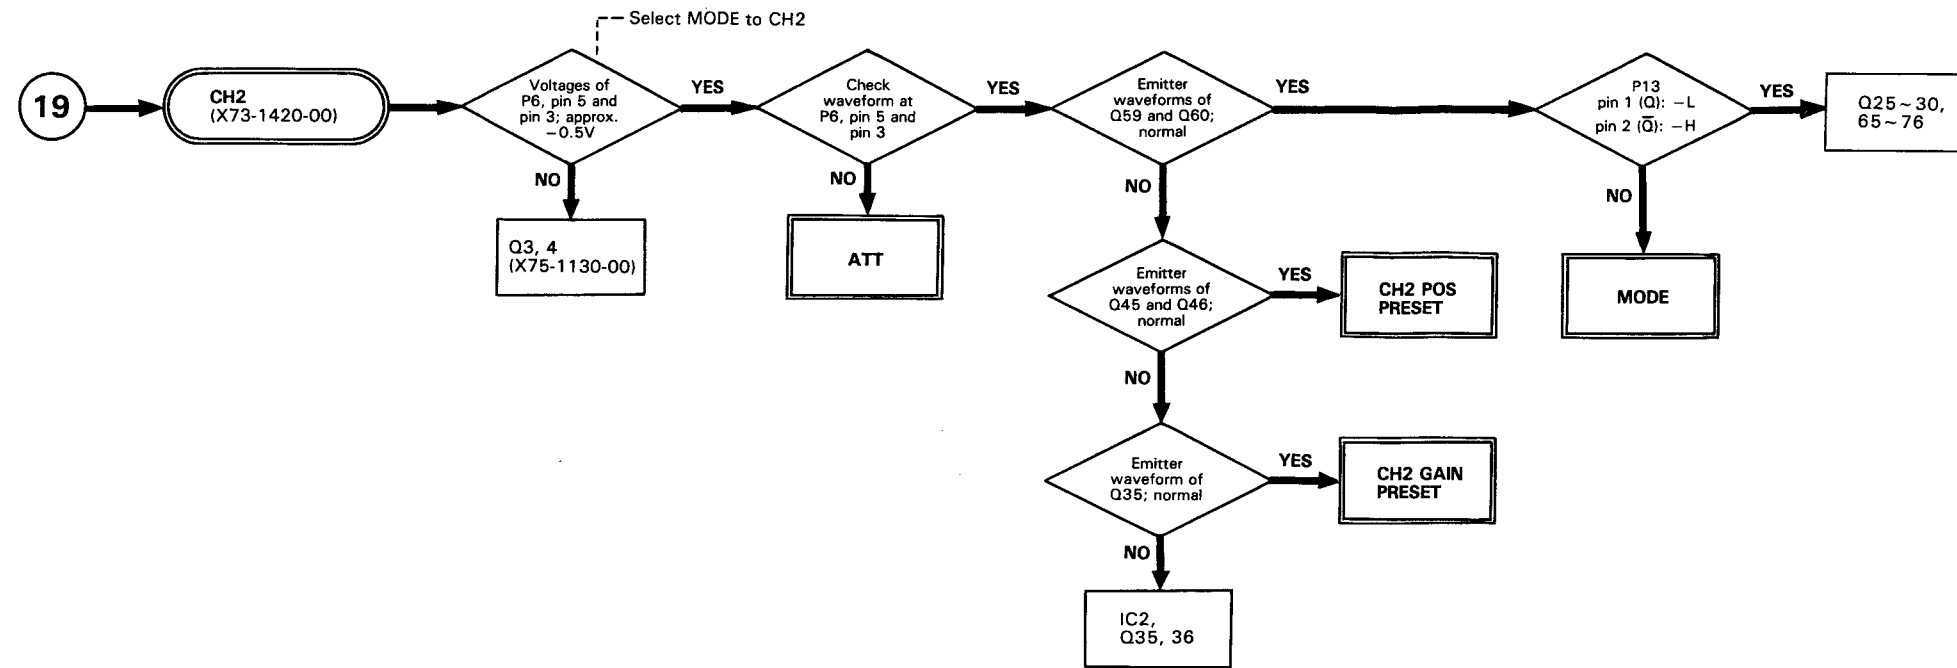 Select MODE to CH2
19
CH2
(X73-1420-00)
Voltages of
P6, pin 5 and
pin 3; approx.
−0.5V
YES
NO
Q3, 4
(X75-1130-00)
Check
waveform at
P6, pin 5 and
pin 3
YES
NO
ATT
Emitter
waveforms of
Q59 and Q60;
normal
YES
NO
Emitter
waveforms of
Q45 and Q46;
normal
YES
CH2 POS
PRESET
NO
Emitter
waveform of
Q35; normal
YES
CH2 GAIN
PRESET
NO
IC2,
Q35, 36
P13
pin 1 (Q): −L
pin 2 (Q̅): −H
YES
Q25~30,
65~76
NO
MODE